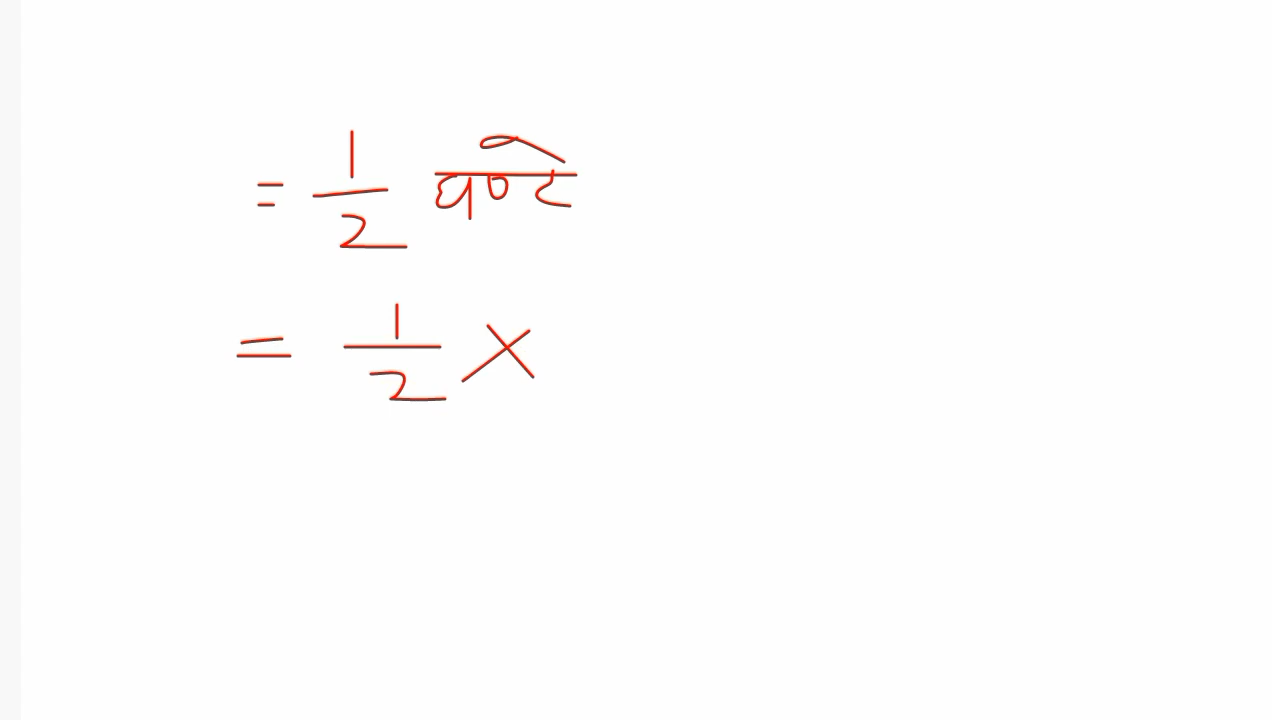 = 1/2 घण्टे
= 1/2 ×